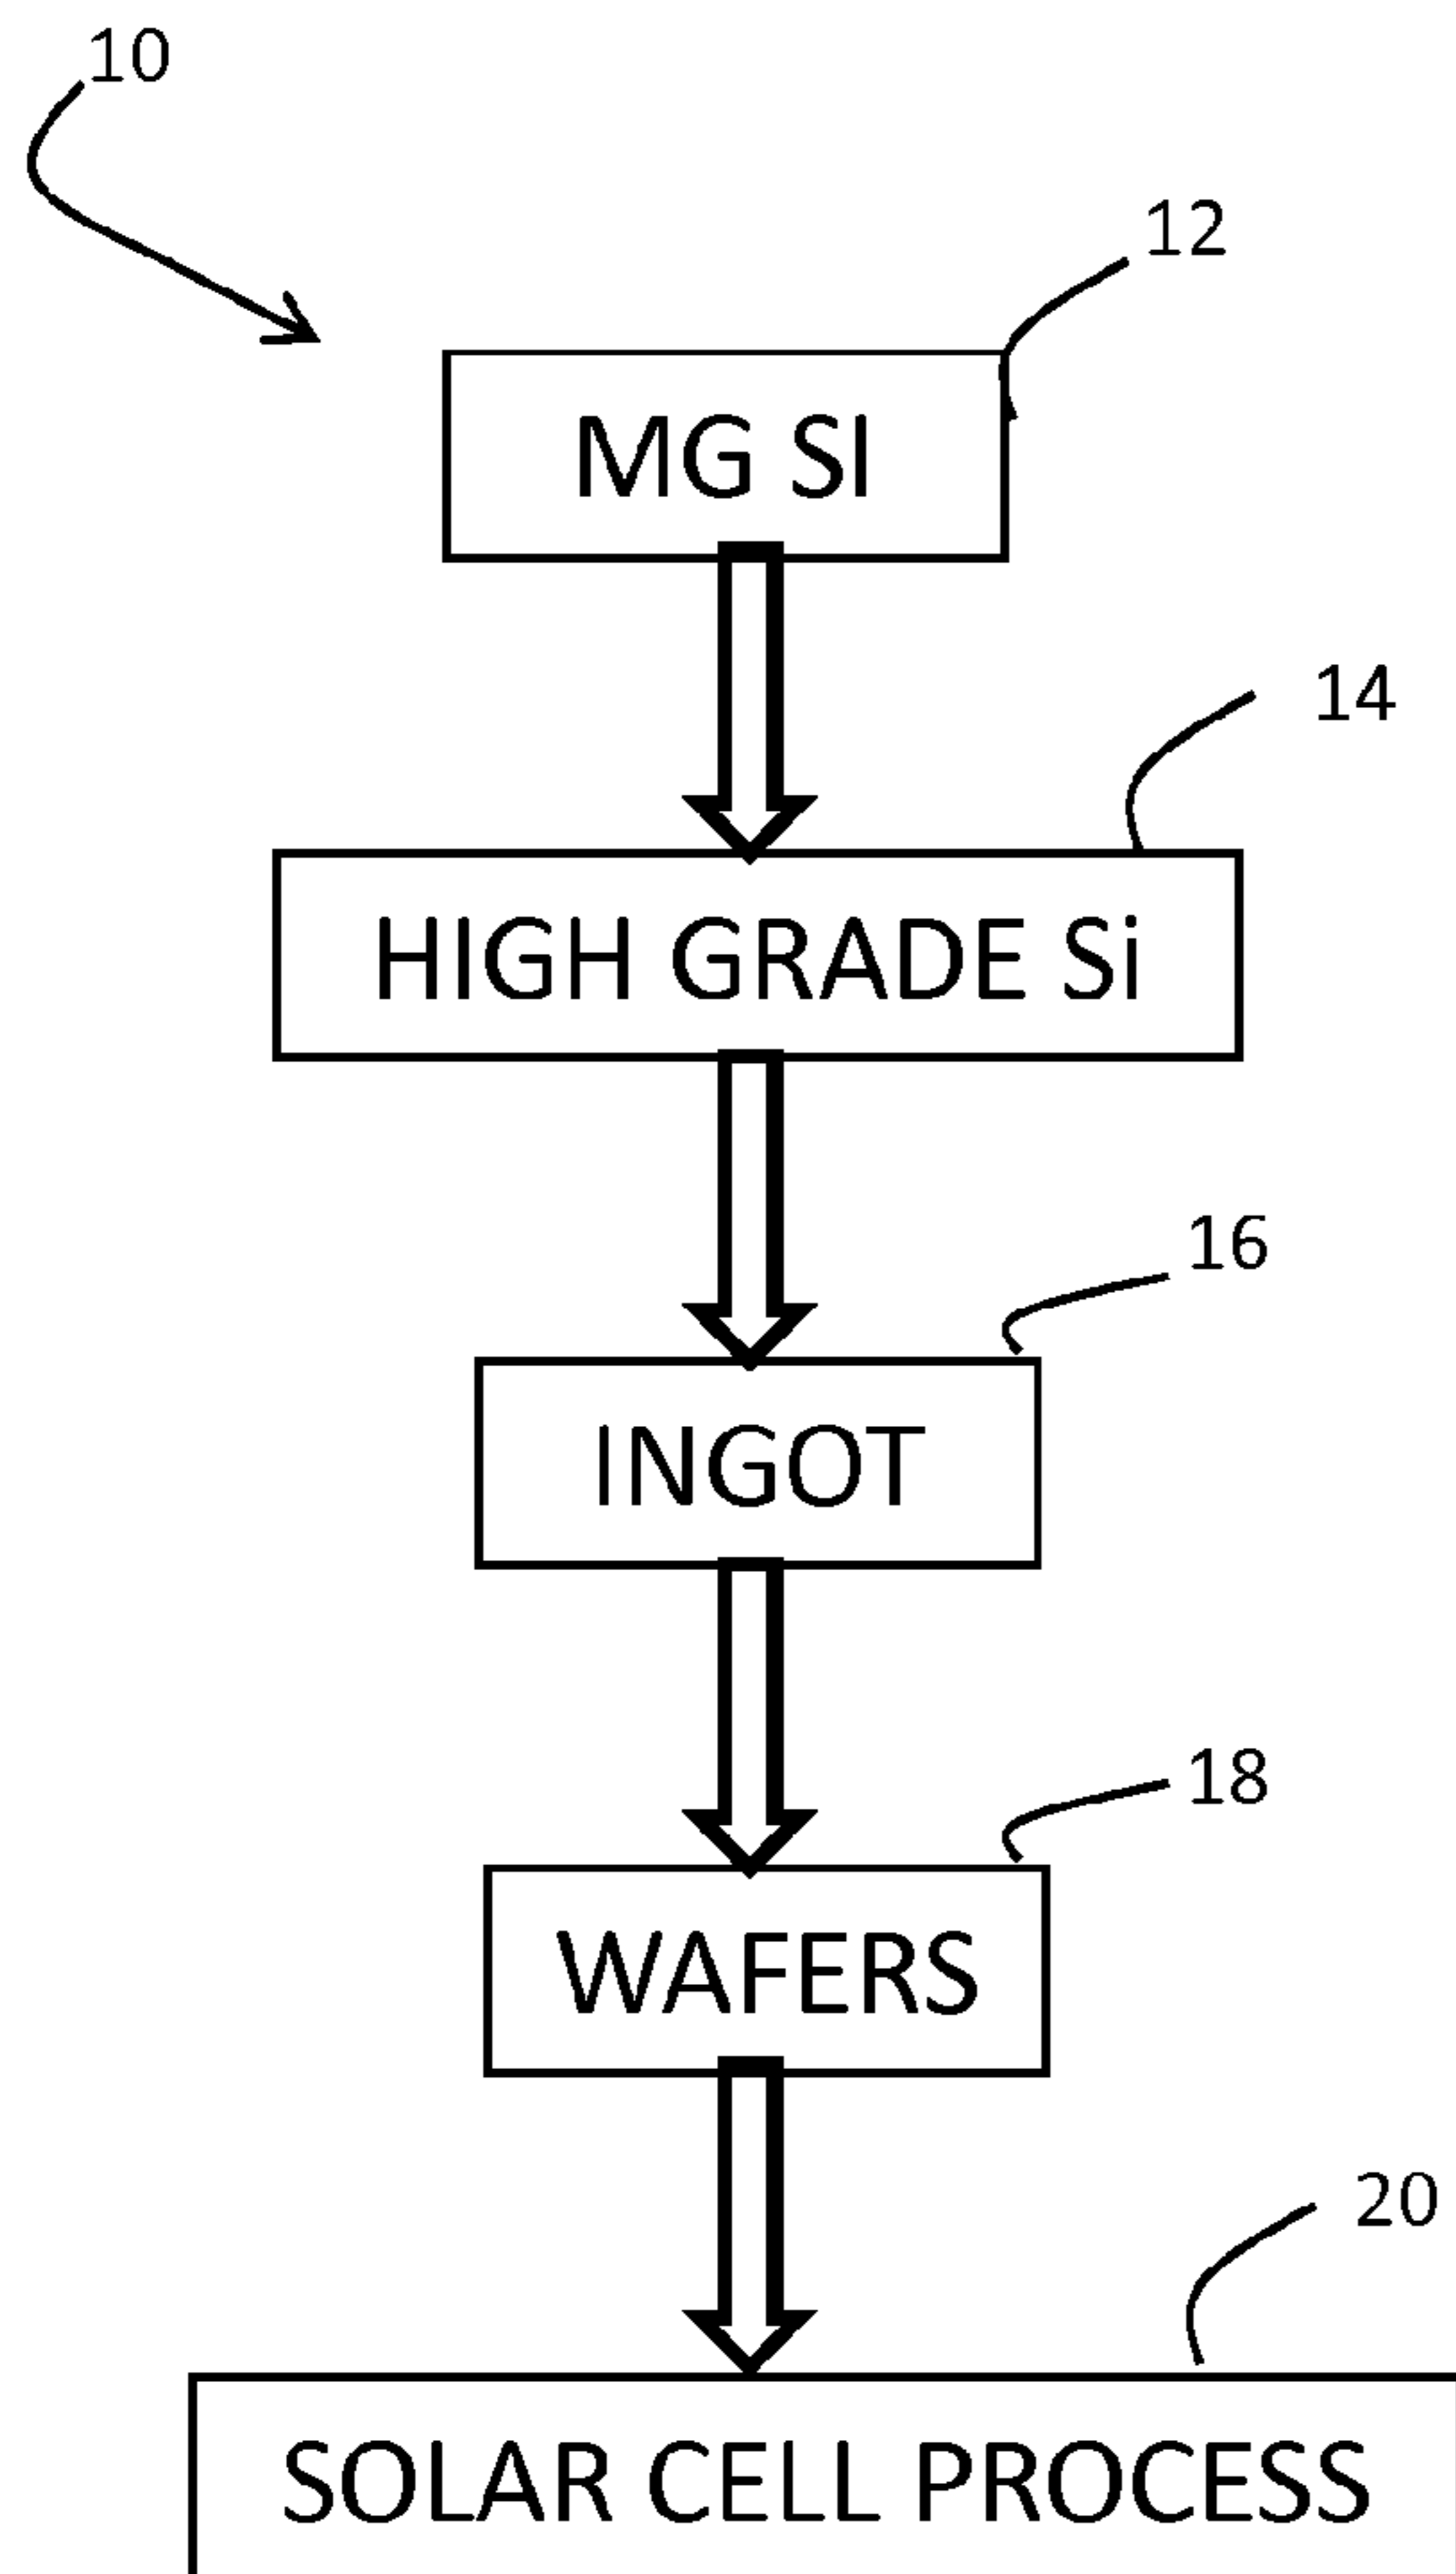 10
12
MG SI
14
HIGH GRADE Si
16
INGOT
18
WAFERS
20
SOLAR CELL PROCESS